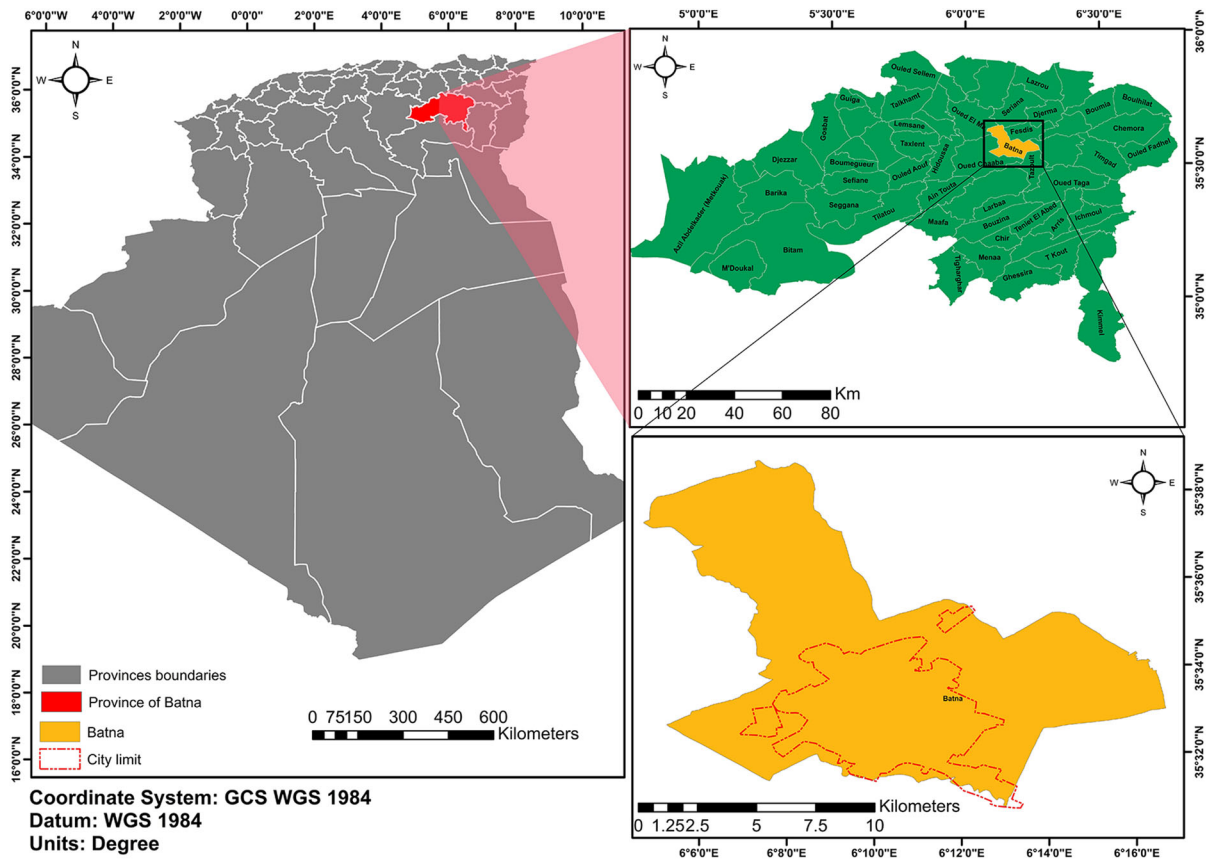 6°0'0"W 4°0'0"W 2°0'0"W 0°0'0" 2°0'0"E 4°0'0"E 6°0'0"E 8°0'0"E 10°0'0"E
N
W E
S
36°0'0"N
34°0'0"N
32°0'0"N
30°0'0"N
28°0'0"N
26°0'0"N
24°0'0"N
22°0'0"N
20°0'0"N
18°0'0"N
16°0'0"N
Provinces boundaries
Province of Batna
Batna
City limit
0 75150 300 450 600
Kilometers
Coordinate System: GCS WGS 1984
Datum: WGS 1984
Units: Degree
5°0'0"E 5°30'0"E 6°0'0"E 6°30'0"E
N
W E
S
36°0'0"N
35°30'0"N
35°0'0"N
Ouled Sellem
Lazrou
Guiga
Talkhamt
Seriana
Boumia
Boulhilat
Gosbat
Lemsane
Oued El M
Djerma
Fesdis
Chemora
Taxlent
Hidoussa
Batna
Ouled Fadhel
Djezzar
Boumegueur
Ouled Aouf
Oued Chaaba
Tazoult
Timgad
Sefiane
Oued Taga
Barika
Ain Touta
Azil Abdelkader (Metkouak)
Seggana
Tilatou
Larbaa
Maafa
Bouzina
Teniet El Abed
Arris
Ichmoul
Bitam
Chir
M'Doukal
Tigharghar
Menaa
T Kout
Ghessira
Kimmel
Km
0 10 20 40 60 80
N
W E
S
35°38'0"N
35°36'0"N
35°34'0"N
35°32'0"N
Batna
Kilometers
0 1.252.5 5 7.5 10
6°6'0"E 6°8'0"E 6°10'0"E 6°12'0"E 6°14'0"E 6°16'0"E